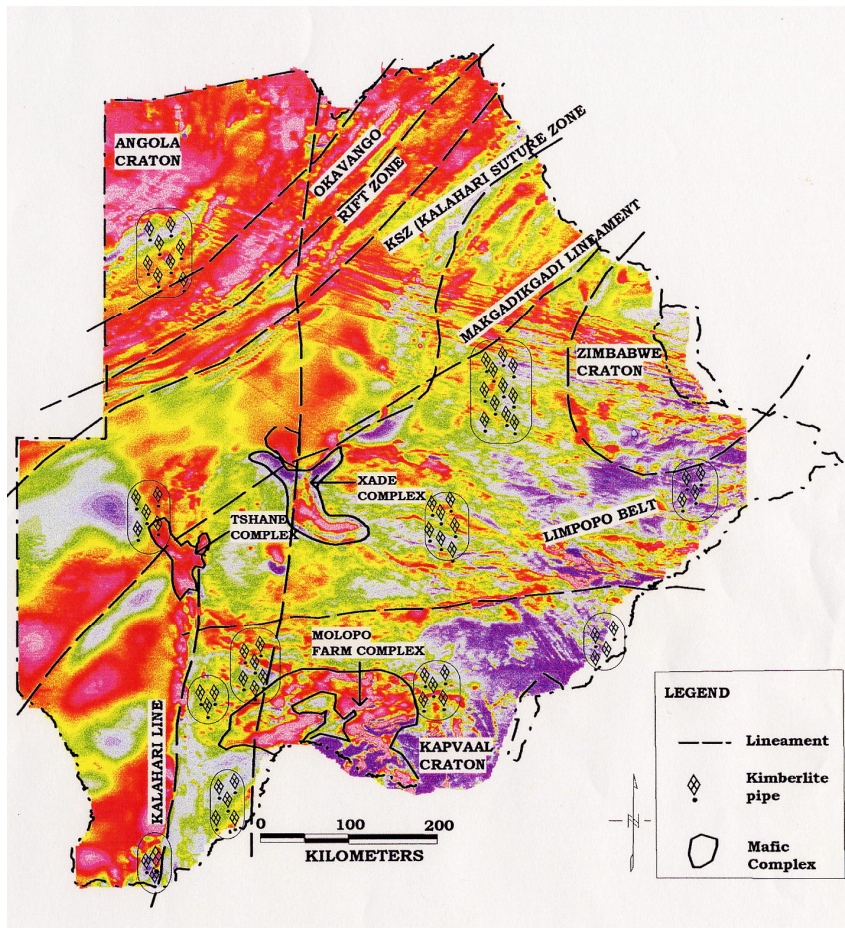 ANGOLA
CRATON
OKAVANGO
RIFT ZONE
KSZ (KALAHARI SUTURE ZONE
MAKGADIKGADI LINEAMENT
ZIMBABWE
CRATON
XADE
COMPLEX
TSHANE
COMPLEX
LIMPOPO BELT
MOLOPO
FARM COMPLEX
KALAHARI LINE
KAPVAAL
CRATON
0 100 200
KILOMETERS
N
LEGEND
Lineament
Kimberlite
pipe
Mafic
Complex